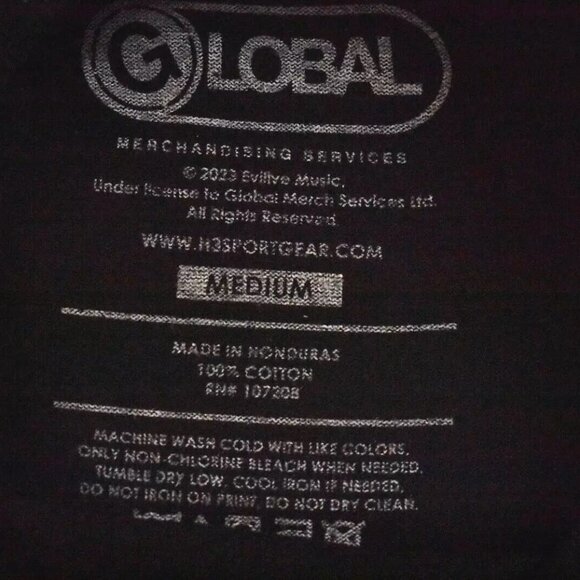 GLOBAL
MERCHANDISING SERVICES
© 2023 Evilive Music.
Under license to Global Merch Services Ltd.
All Rights Reserved.
WWW.H3SPORTGEAR.COM
MEDIUM
MADE IN HONDURAS
100% COTTON
RN# 107208
MACHINE WASH COLD WITH LIKE COLORS.
ONLY NON-CHLORINE BLEACH WHEN NEEDED.
TUMBLE DRY LOW. COOL IRON IF NEEDED.
DO NOT IRON ON PRINT. DO NOT DRY CLEAN.